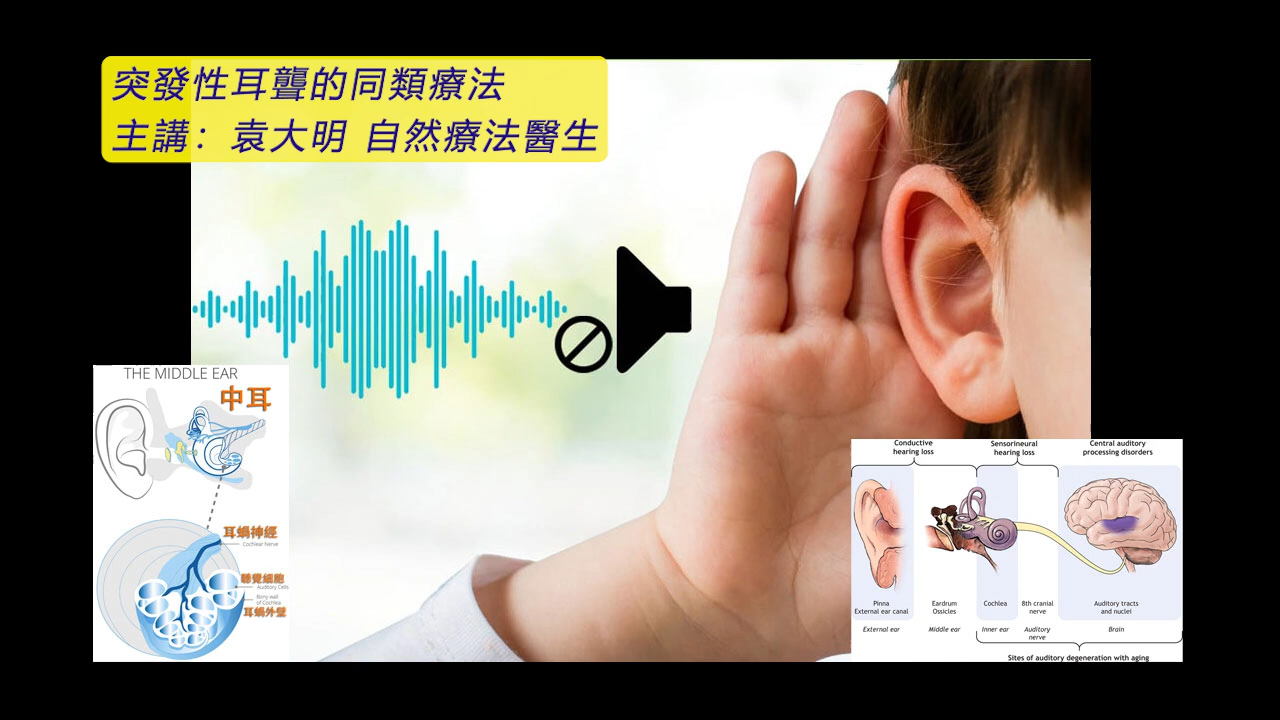 突發性耳聾的同類療法
主講：袁大明 自然療法醫生
THE MIDDLE EAR
中耳
耳蝸神經
Cochlear Nerve
聽覺細胞
Auditory Cells
Bony wall
of Cochlea
耳蝸外壁
Conductive
hearing loss
Sensorineural
hearing loss
Central auditory
processing disorders
Pinna
External ear canal
Eardrum
Ossicles
Cochlea
8th cranial
nerve
Auditory tracts
and nuclei
External ear
Middle ear
Inner ear
Auditory
nerve
Brain
Sites of auditory degeneration with aging